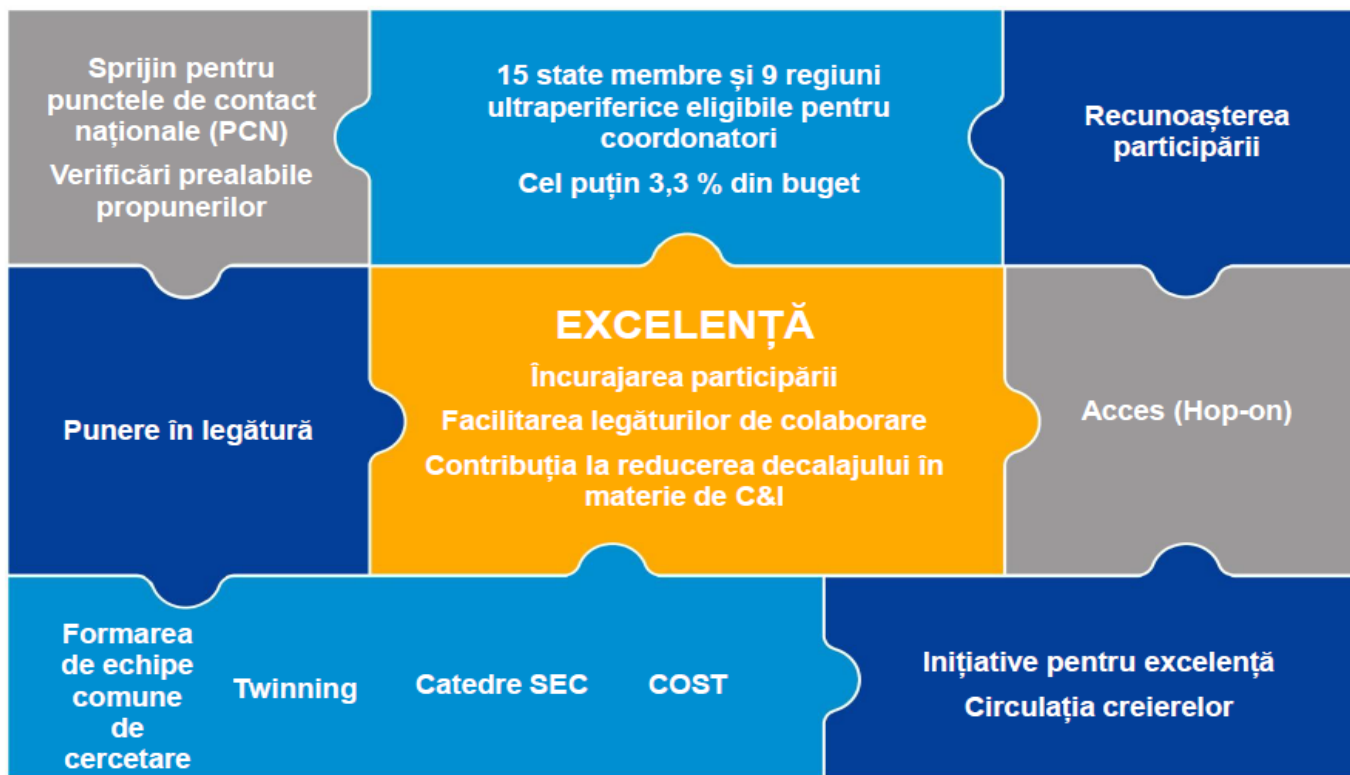 Sprijin pentru
punctele de contact
naționale (PCN)
Verificări prealabile
propunerilor
15 state membre și 9 regiuni
ultraperiferice eligibile pentru
coordonatori
Cel puțin 3,3 % din buget
Recunoașterea
participării
Punere în legătură
EXCELENȚĂ
Încurajarea participării
Facilitarea legăturilor de colaborare
Contribuția la reducerea decalajului în
materie de C&I
Acces (Hop-on)
Formarea
de echipe
comune
de
cercetare
Twinning
Catedre SEC
COST
Inițiative pentru excelență
Circulația creierelor